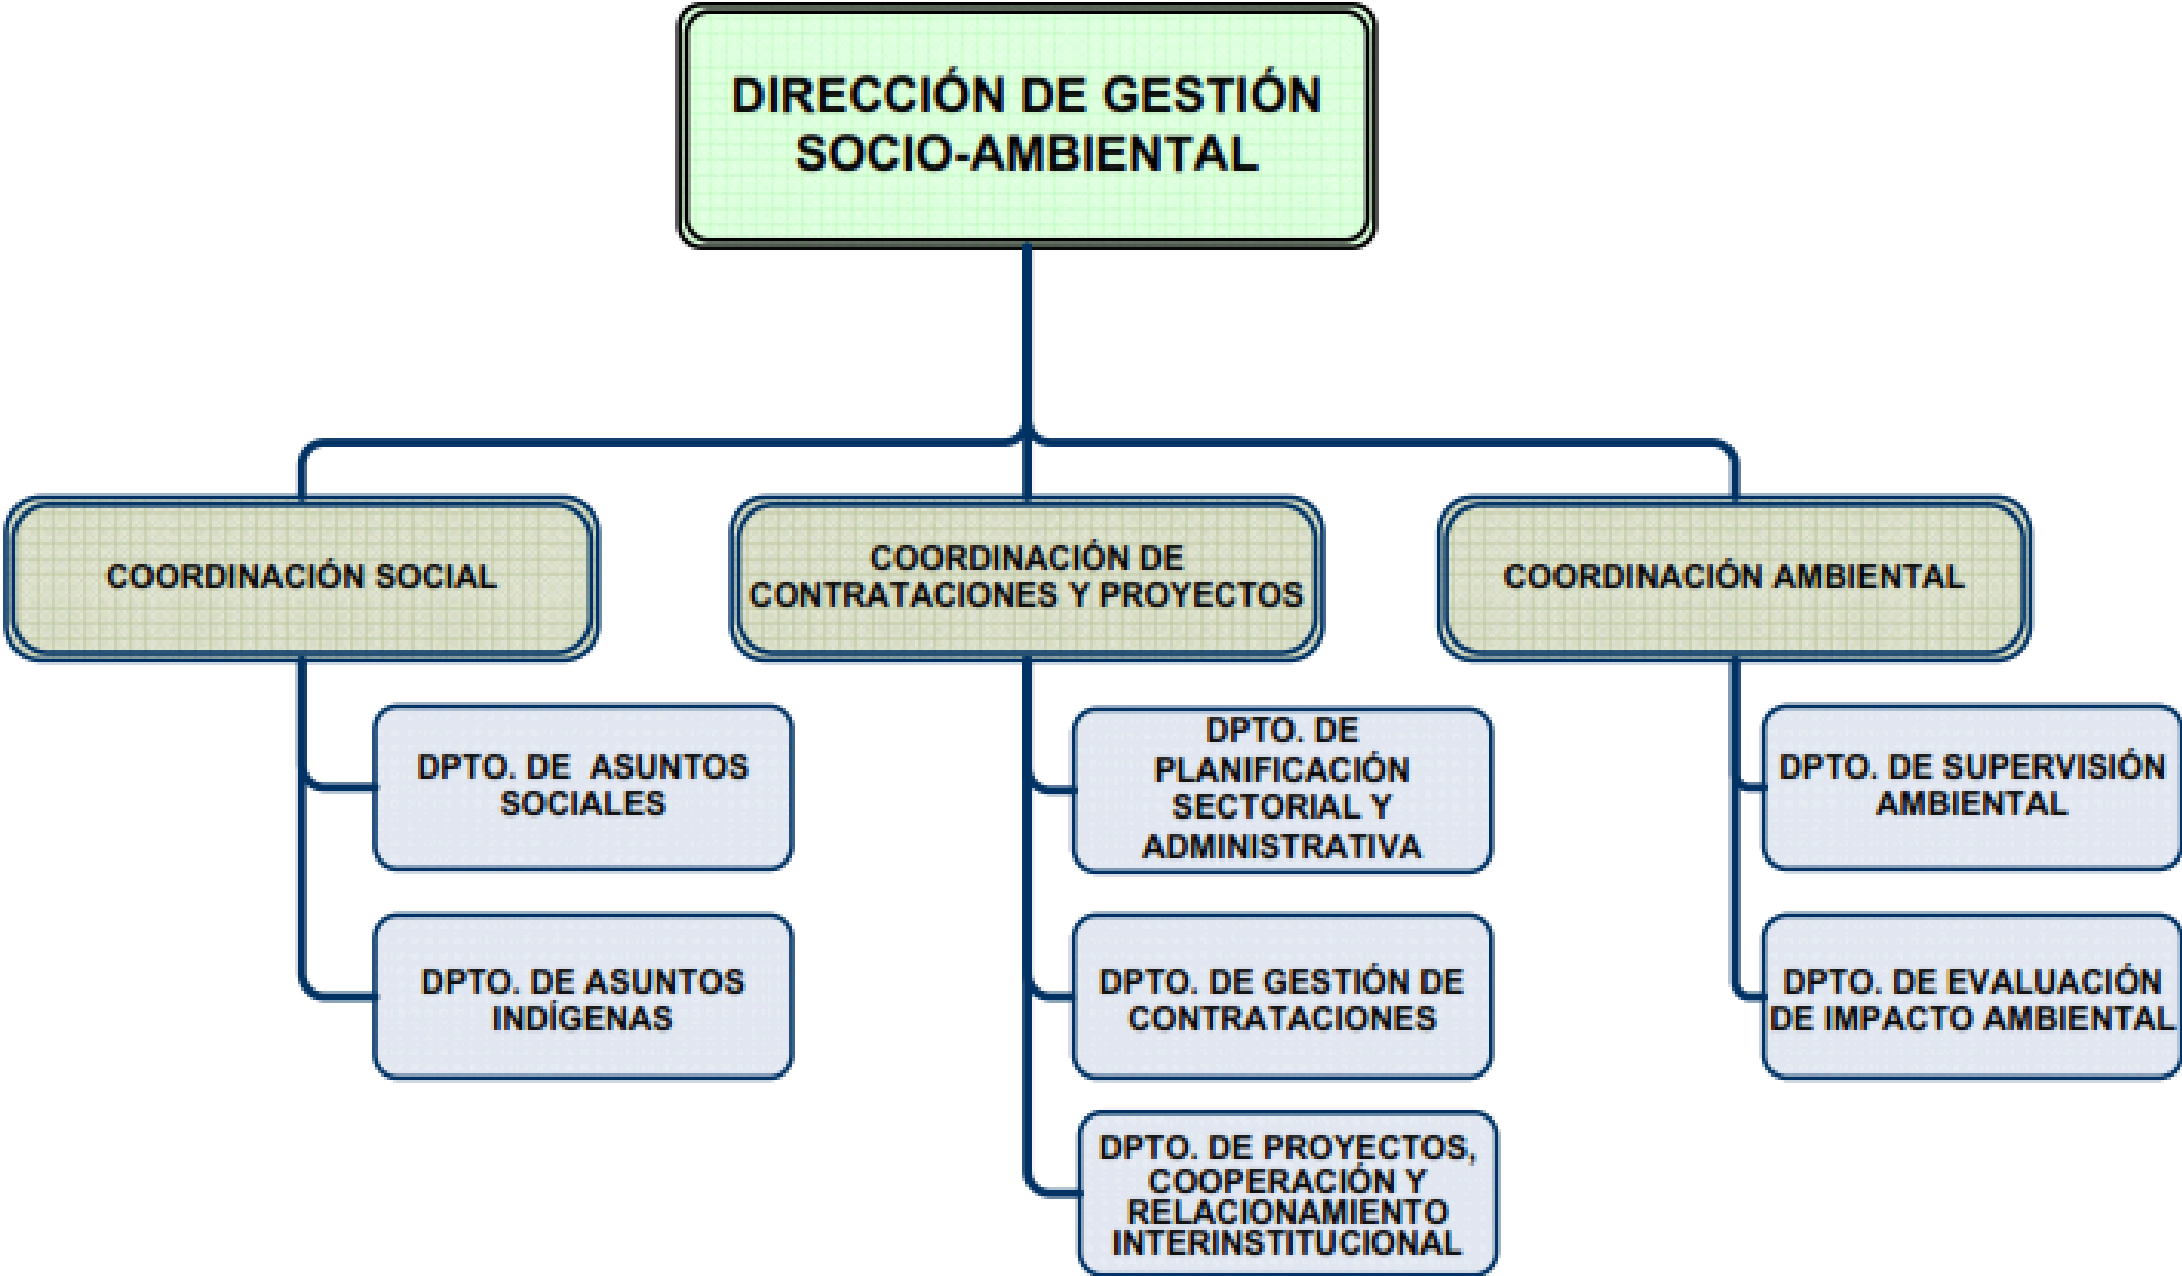 DIRECCIÓN DE GESTIÓN
SOCIO-AMBIENTAL
COORDINACIÓN SOCIAL
COORDINACIÓN DE
CONTRATACIONES Y PROYECTOS
COORDINACIÓN AMBIENTAL
DPTO. DE ASUNTOS
SOCIALES
DPTO. DE ASUNTOS
INDÍGENAS
DPTO. DE
PLANIFICACIÓN
SECTORIAL Y
ADMINISTRATIVA
DPTO. DE GESTIÓN DE
CONTRATACIONES
DPTO. DE PROYECTOS,
COOPERACIÓN Y
RELACIONAMIENTO
INTERINSTITUCIONAL
DPTO. DE SUPERVISIÓN
AMBIENTAL
DPTO. DE EVALUACIÓN
DE IMPACTO AMBIENTAL